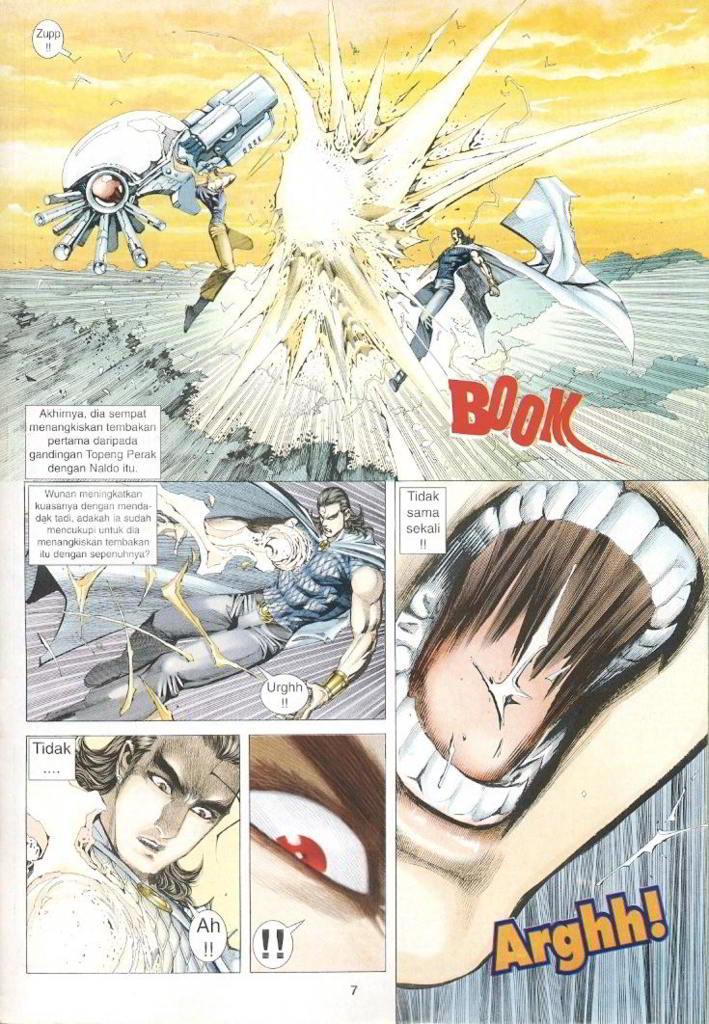 Zupp
!!
BOOM
Akhirnya, dia sempat
menangkiskan tembakan
pertama daripada
gandingan Topeng Perak
dengan Naldo itu.
Wunan meningkatkan
kuasanya dengan menda-
dak tadi, adakah ia sudah
mencukupi untuk dia
menangkiskan tembakan
itu dengan sepenuhnya?
Urghh
!!
Tidak
sama
sekali
!!
Tidak
....
Ah
!!
!!
Arghh!
7